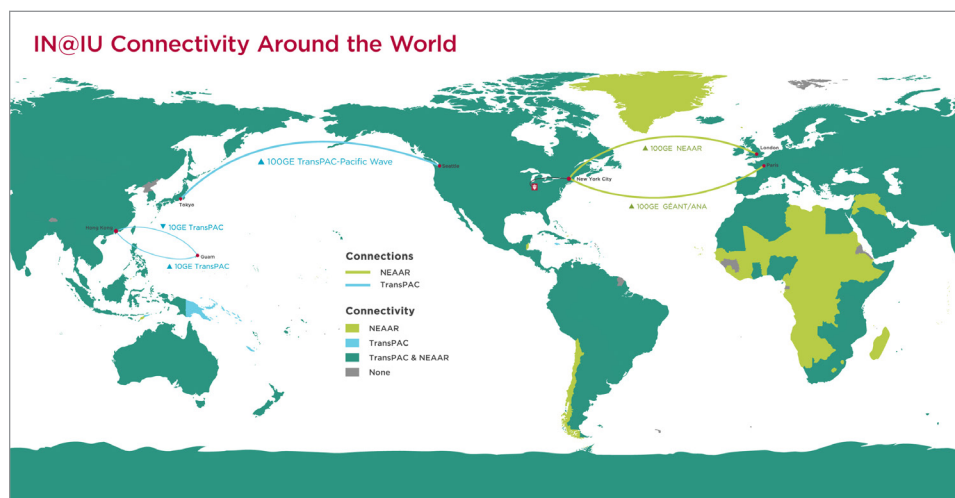 IN@IU Connectivity Around the World
▲ 100GE TransPAC-Pacific Wave
▲ 100GE NEAAR
London
Paris
Seattle
New York City
Tokyo
▲ 100GE GÉANT/ANA
Hong Kong
▼ 10GE TransPAC
Guam
▲ 10GE TransPAC
Connections
NEAAR
TransPAC
Connectivity
NEAAR
TransPAC
TransPAC & NEAAR
None